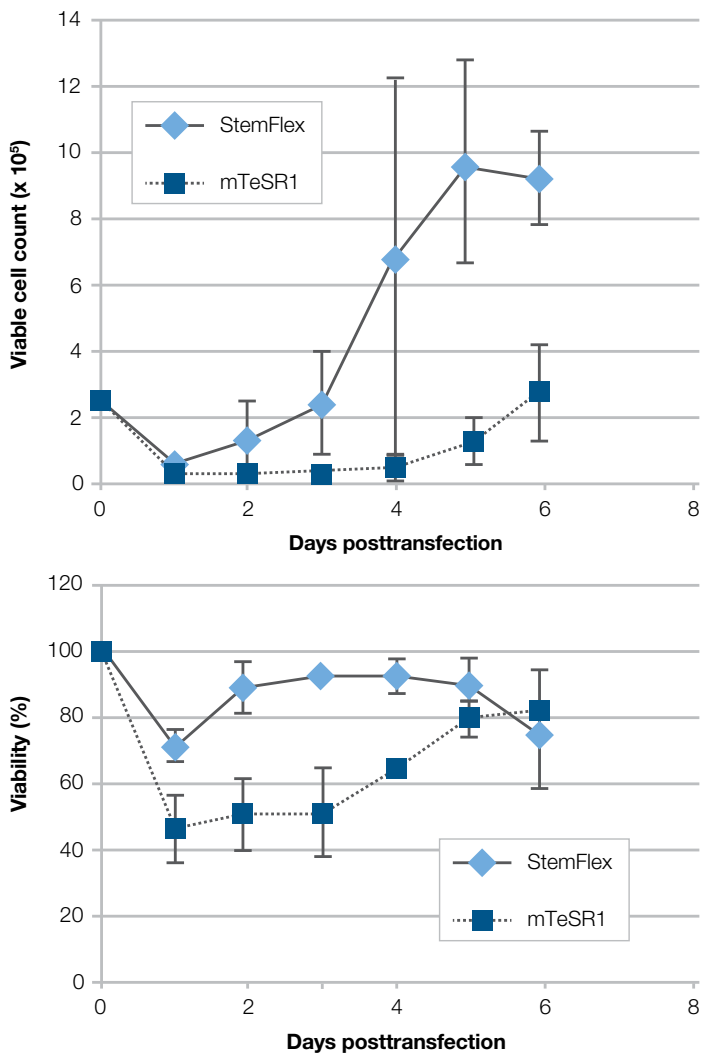 14
12
10
8
6
4
2
0
Viable cell count (x 10⁵)
StemFlex
mTeSR1
0 2 4 6 8
Days posttransfection
120
100
80
60
40
20
0
Viability (%)
StemFlex
mTeSR1
0 2 4 6 8
Days posttransfection